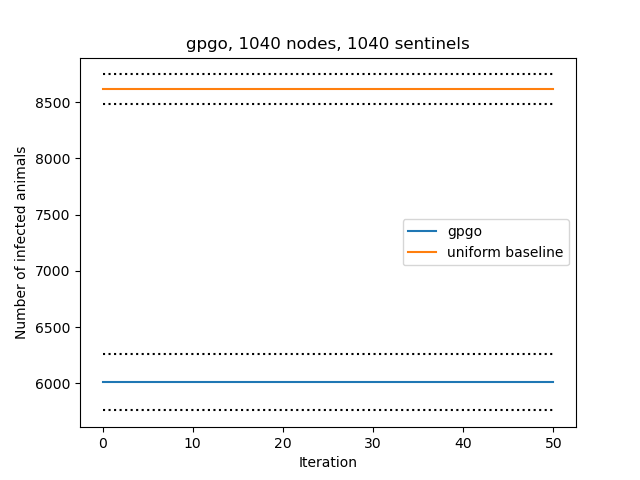 gpgo, 1040 nodes, 1040 sentinels
Number of infected animals
8500
8000
7500
7000
6500
6000
gpgo
uniform baseline
0 10 20 30 40 50
Iteration